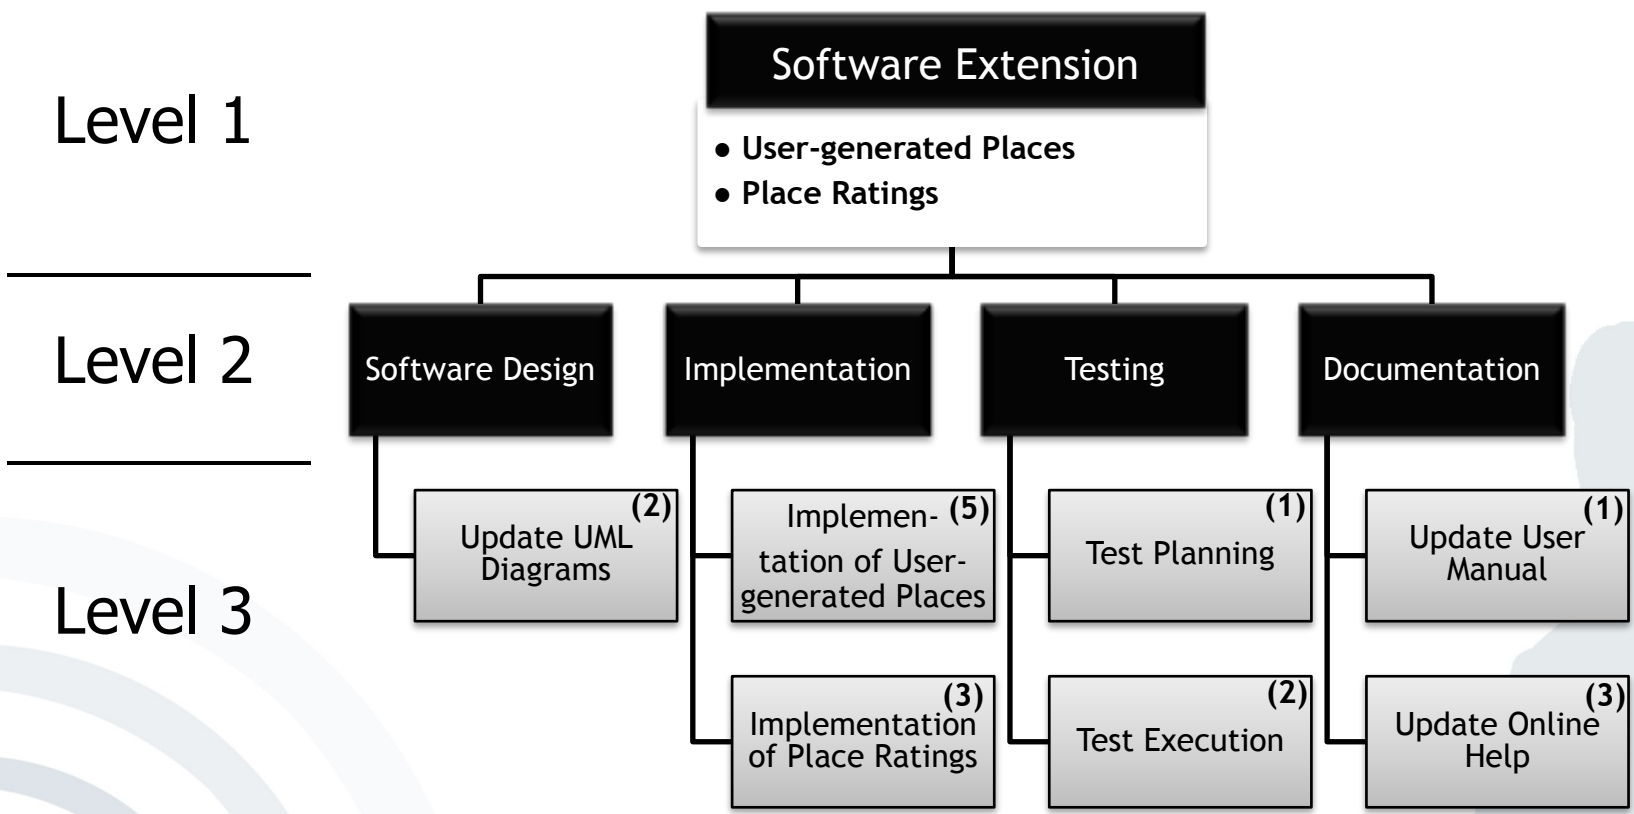 Software Extension
Level 1
● User-generated Places
● Place Ratings
Level 2
Software Design
Implementation
Testing
Documentation
Level 3
(2)
Update UML
Diagrams
Implemen- (5)
tation of User-
generated Places
(1)
Test Planning
(1)
Update User
Manual
(3)
Implementation
of Place Ratings
(2)
Test Execution
(3)
Update Online
Help